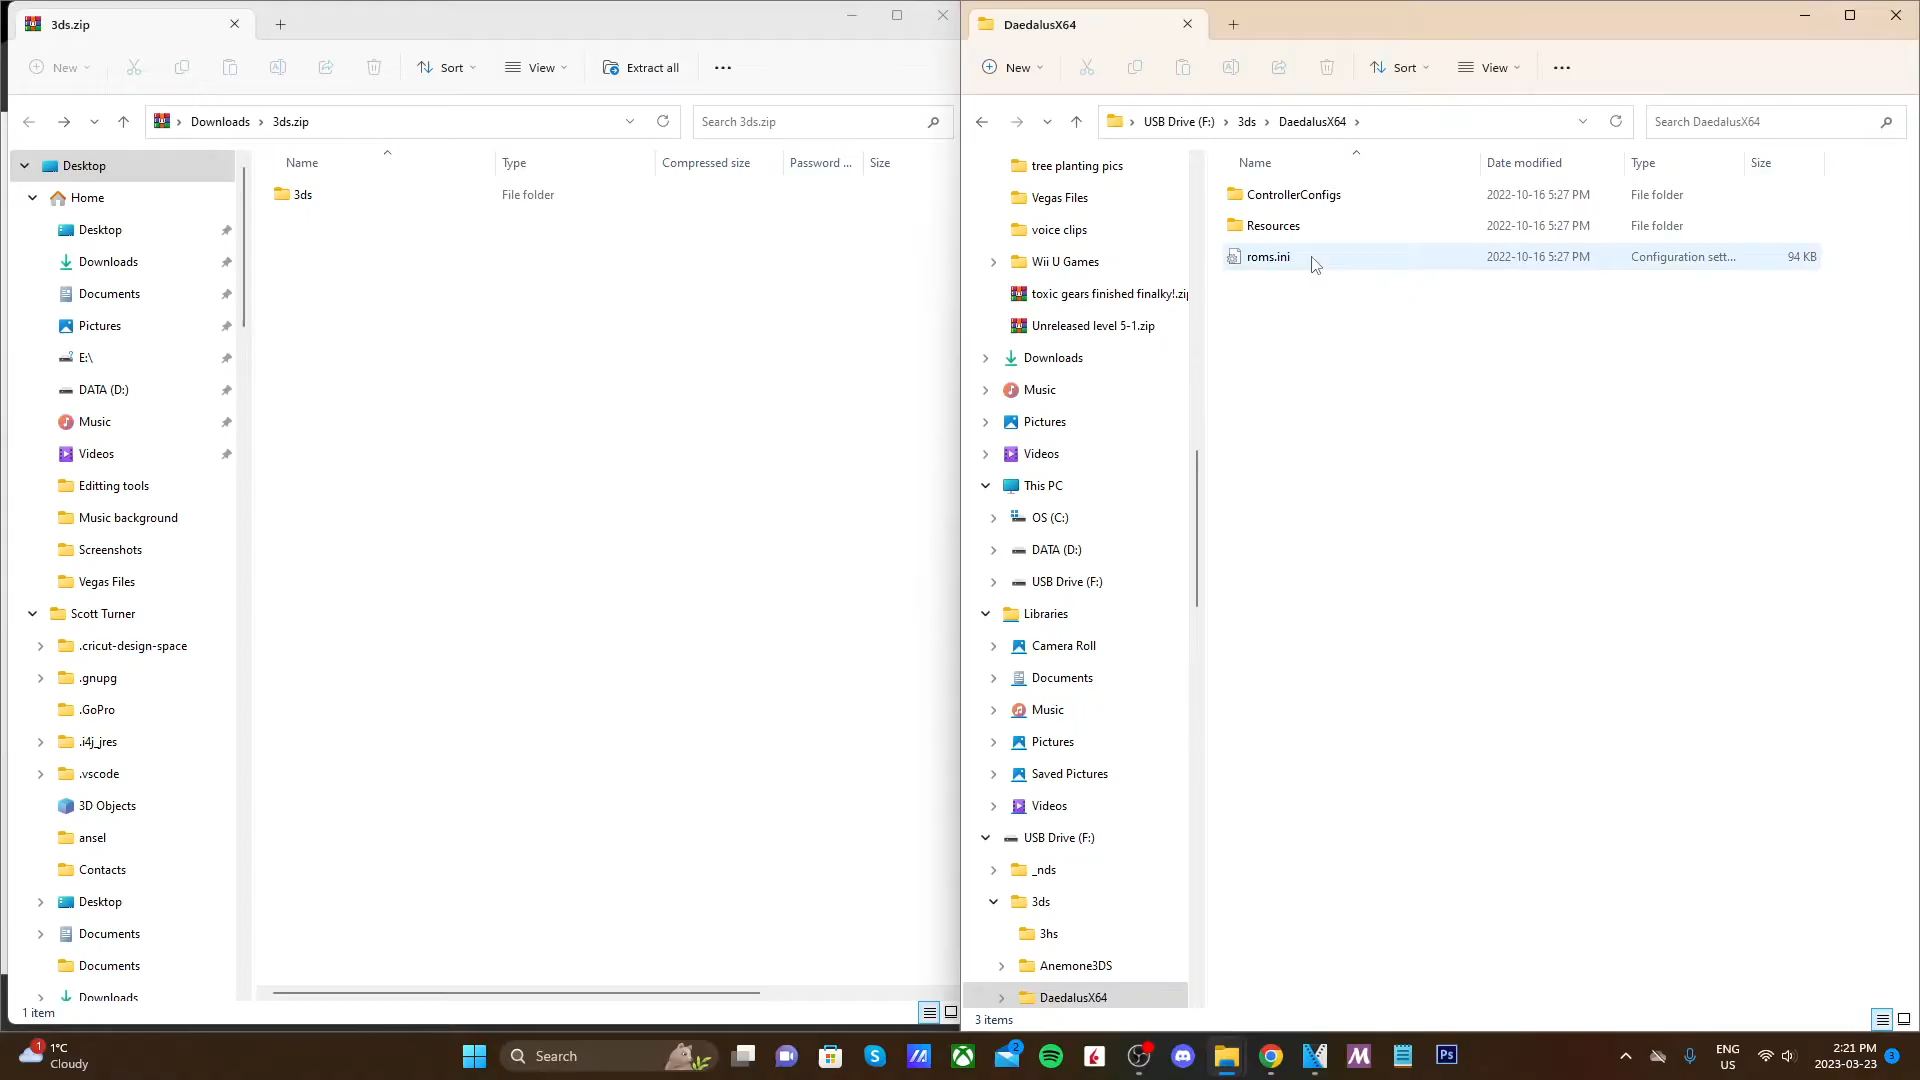 3ds.zip
New
Sort
View
Extract all
Downloads > 3ds.zip
Search 3ds.zip
Name
Type
Compressed size
Password ...
Size
3ds
File folder
Desktop
Home
Desktop
Downloads
Documents
Pictures
E:\
DATA (D:)
Music
Videos
Editting tools
Music background
Screenshots
Vegas Files
Scott Turner
.cricut-design-space
.gnupg
.GoPro
.i4j_jres
.vscode
3D Objects
ansel
Contacts
Desktop
Documents
Documents
Downloads
1 item
DaedalusX64
New
Sort
View
USB Drive (F:) > 3ds > DaedalusX64 >
Search DaedalusX64
Name
Date modified
Type
Size
ControllerConfigs 2022-10-16 5:27 PM File folder
Resources 2022-10-16 5:27 PM File folder
roms.ini 2022-10-16 5:27 PM Configuration sett... 94 KB
tree planting pics
Vegas Files
voice clips
Wii U Games
toxic gears finished finalky!.zip
Unreleased level 5-1.zip
Downloads
Music
Pictures
Videos
This PC
OS (C:)
DATA (D:)
USB Drive (F:)
Libraries
Camera Roll
Documents
Music
Pictures
Saved Pictures
Videos
USB Drive (F:)
_nds
3ds
3hs
Anemone3DS
DaedalusX64
3 items
1
1°C
Cloudy
Search
2
Ps
ENG
US
2:21 PM
2023-03-23
3